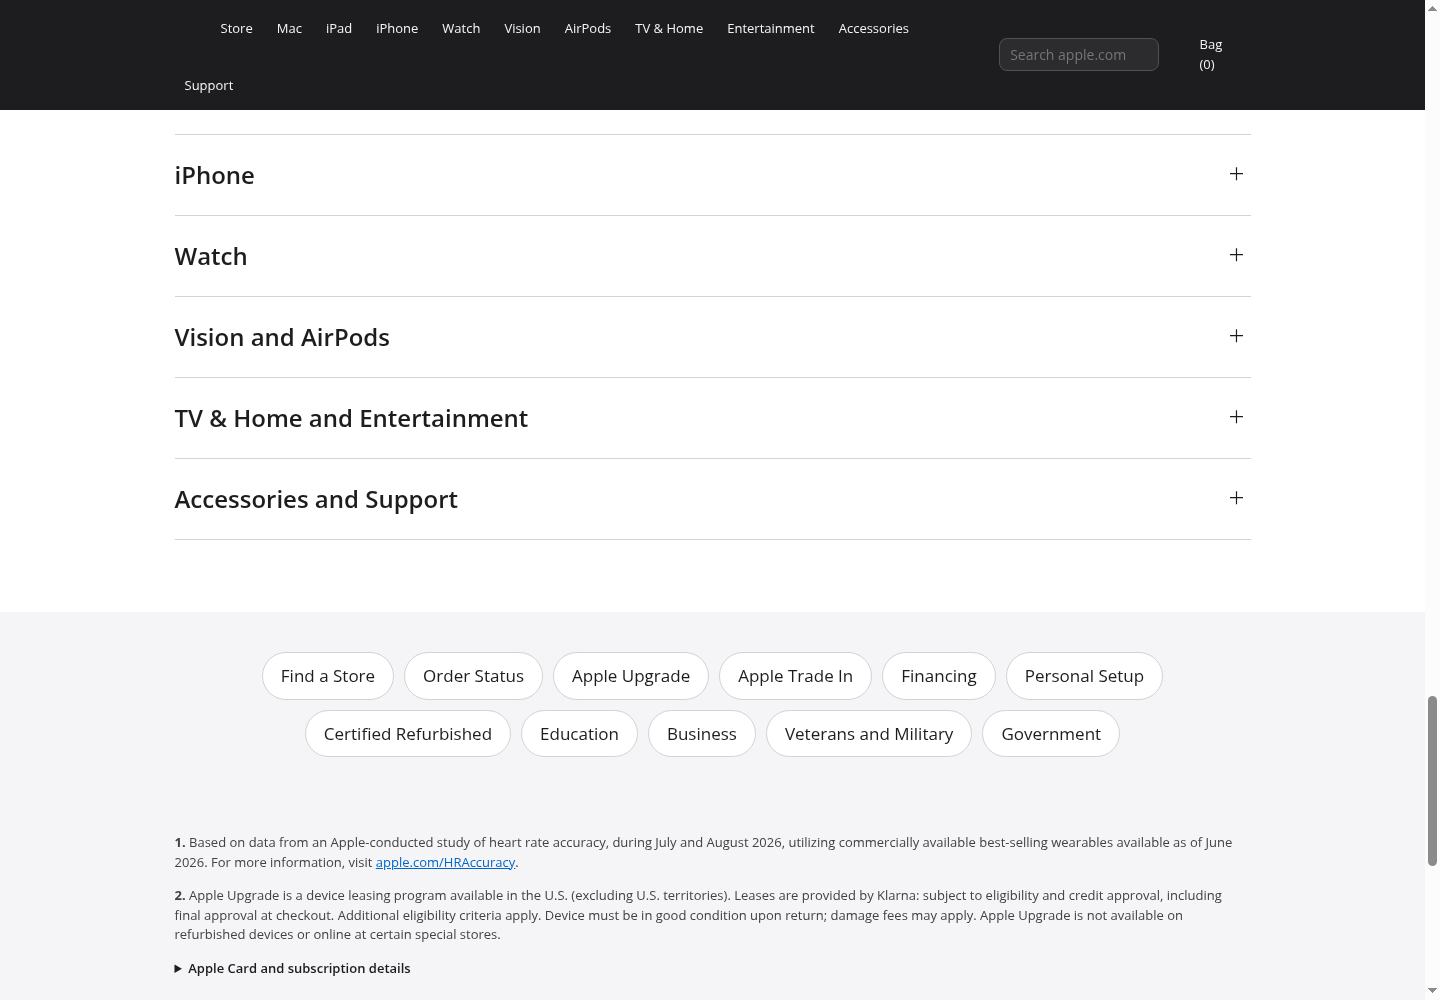 Store Mac iPad iPhone Watch Vision AirPods TV & Home Entertainment Accessories
Support
Search apple.com
Bag
(0)
iPhone
Watch
Vision and AirPods
TV & Home and Entertainment
Accessories and Support
Find a Store Order Status Apple Upgrade Apple Trade In Financing Personal Setup
Certified Refurbished Education Business Veterans and Military Government
1. Based on data from an Apple-conducted study of heart rate accuracy, during July and August 2026, utilizing commercially available best-selling wearables available as of June
2026. For more information, visit apple.com/HRAccuracy.
2. Apple Upgrade is a device leasing program available in the U.S. (excluding U.S. territories). Leases are provided by Klarna: subject to eligibility and credit approval, including
final approval at checkout. Additional eligibility criteria apply. Device must be in good condition upon return; damage fees may apply. Apple Upgrade is not available on
refurbished devices or online at certain special stores.
Apple Card and subscription details